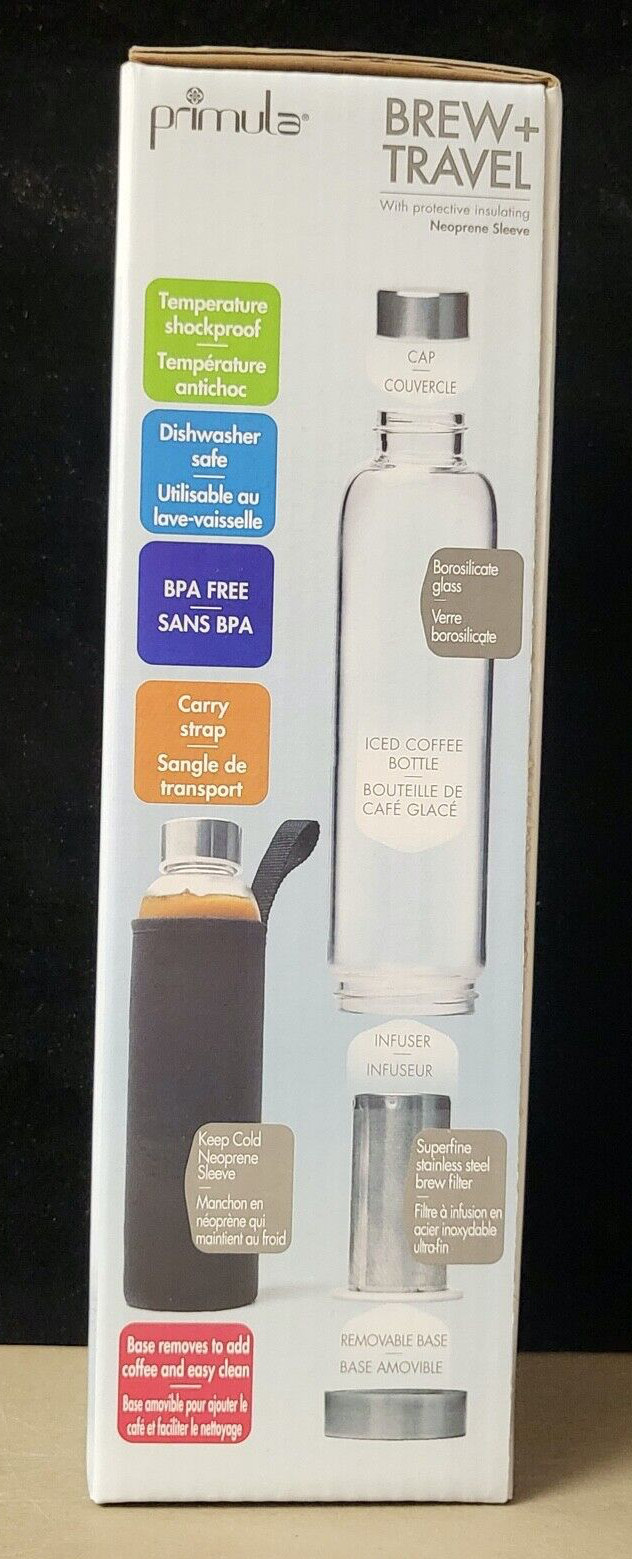 primula®
BREW+
TRAVEL
With protective insulating
Neoprene Sleeve
Temperature
shockproof
Température
antichoc
Dishwasher
safe
Utilisable au
lave-vaisselle
BPA FREE
SANS BPA
Carry
strap
Sangle de
transport
CAP
COUVERCLE
Borosilicate
glass
Verre
borosilicate
ICED COFFEE
BOTTLE
BOUTEILLE DE
CAFÉ GLACÉ
INFUSER
INFUSEUR
Keep Cold
Neoprene
Sleeve
Manchon en
néoprène qui
maintient au froid
Superfine
stainless steel
brew filter
Filtre à infusion en
acier inoxydable
ultra-fin
Base removes to add
coffee and easy clean
Base amovible pour ajouter le
café et faciliter le nettoyage
REMOVABLE BASE
BASE AMOVIBLE